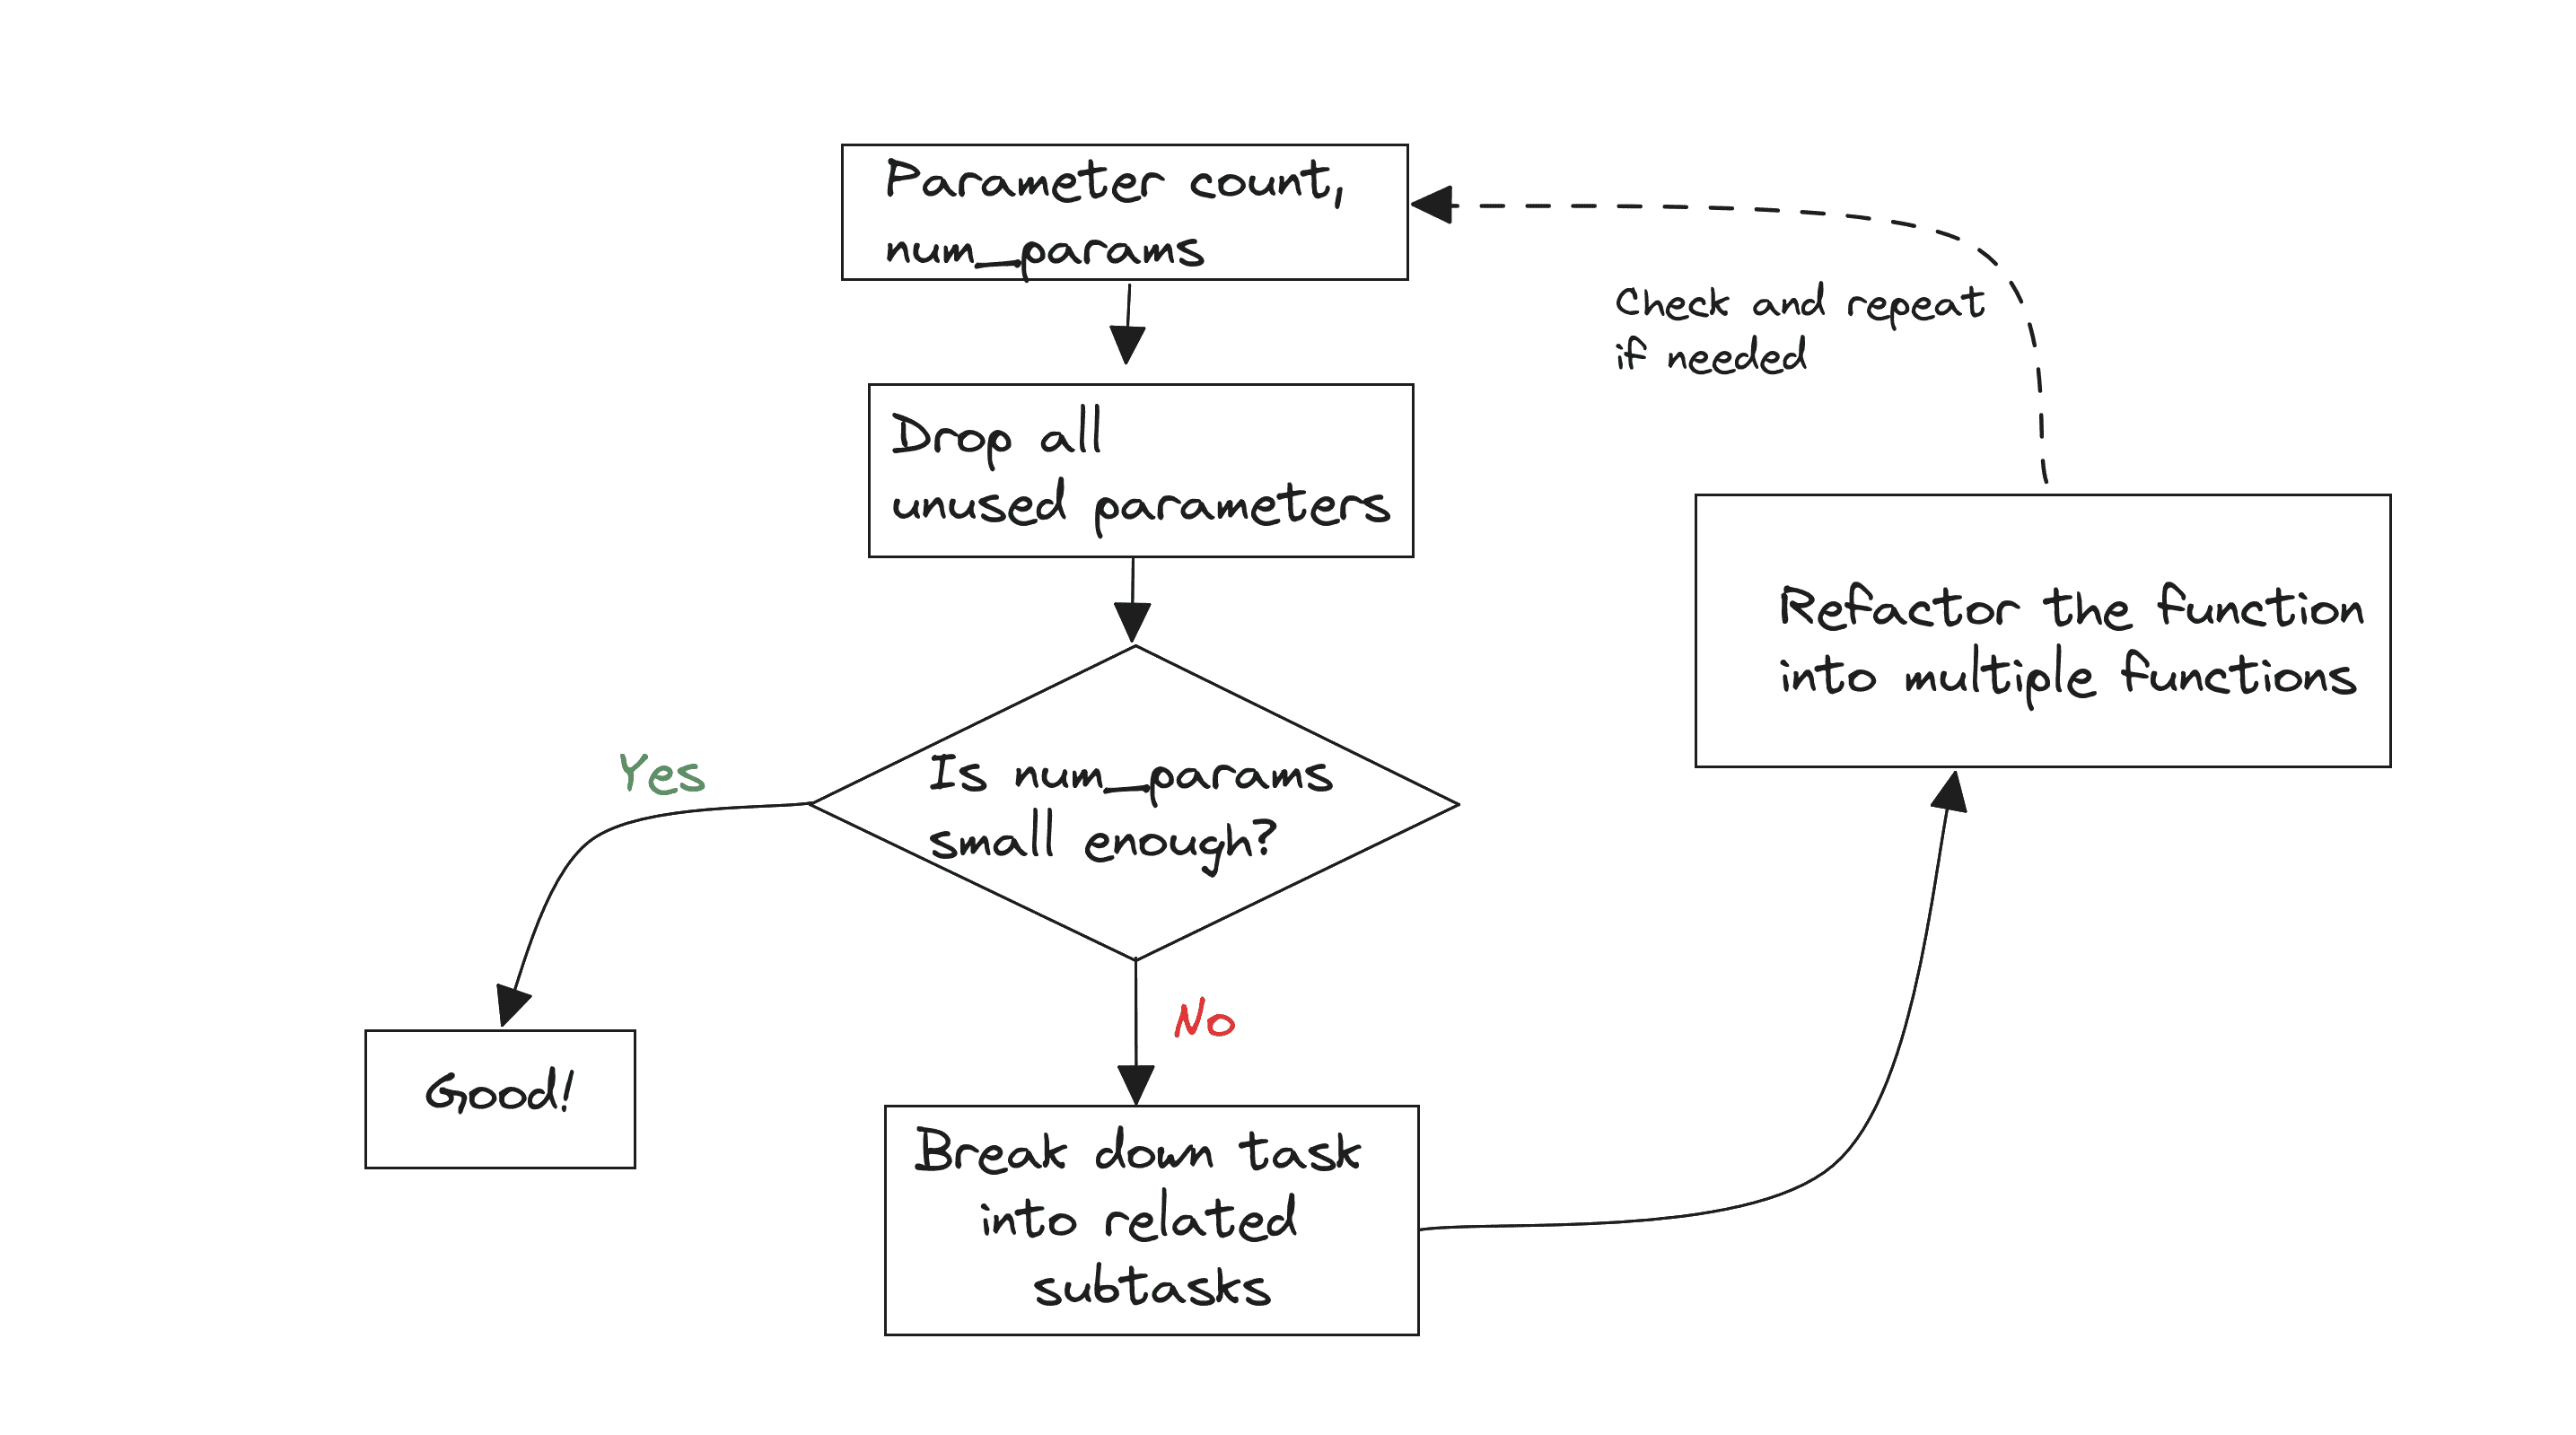 Parameter count,
num_params
Check and repeat
if needed
Drop all
unused parameters
Refactor the function
into multiple functions
Is num_params
small enough?
Yes
No
Good!
Break down task
into related
subtasks